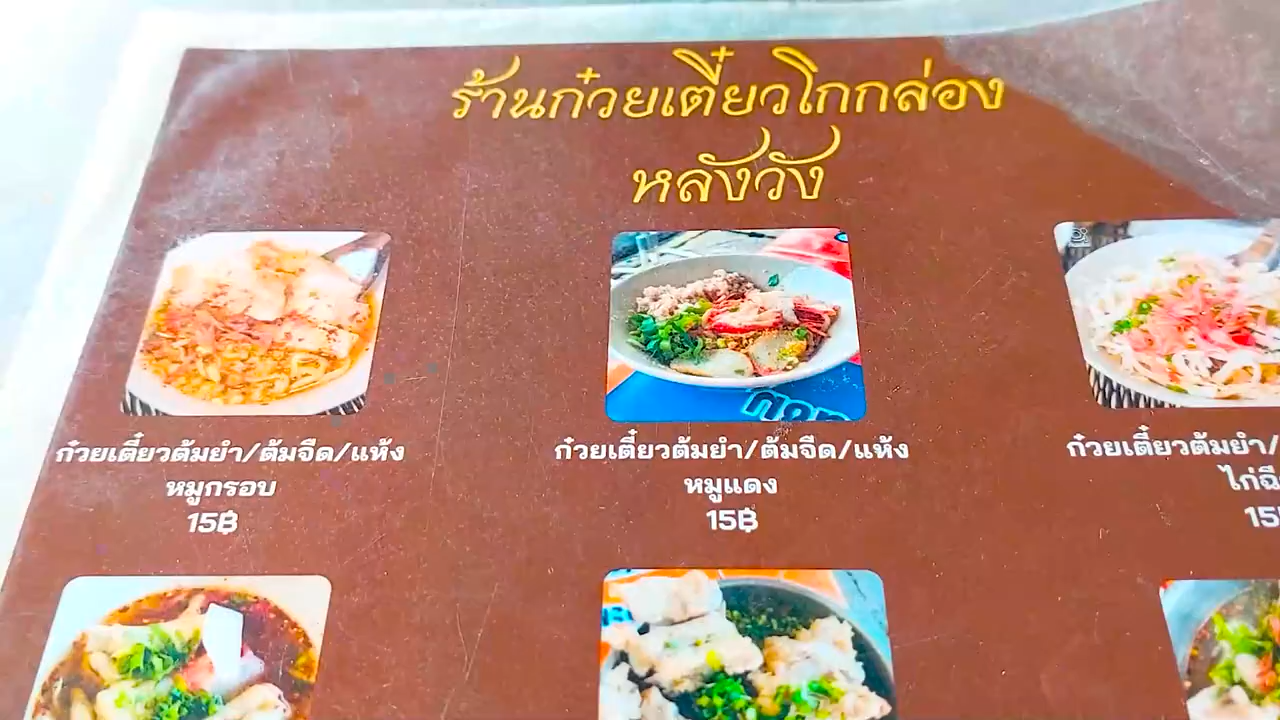 ร้านก๋วยเตี๋ยวโกกล่อง
หลังวัง
ก๋วยเตี๋ยวต้มยำ/ต้มจืด/แห้ง
หมูกรอบ
15฿
ก๋วยเตี๋ยวต้มยำ/ต้มจืด/แห้ง
หมูแดง
15฿
ก๋วยเตี๋ยวต้มยำ/